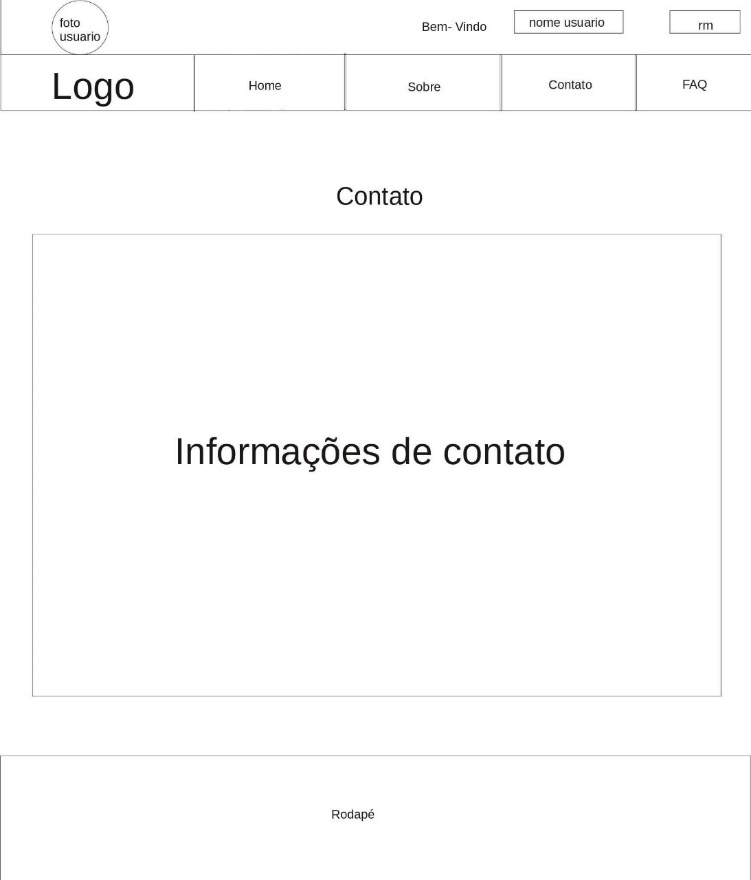 foto
usuario
Bem- Vindo
nome usuario
rm
Logo
Home
Sobre
Contato
FAQ
Contato
Informações de contato
Rodapé